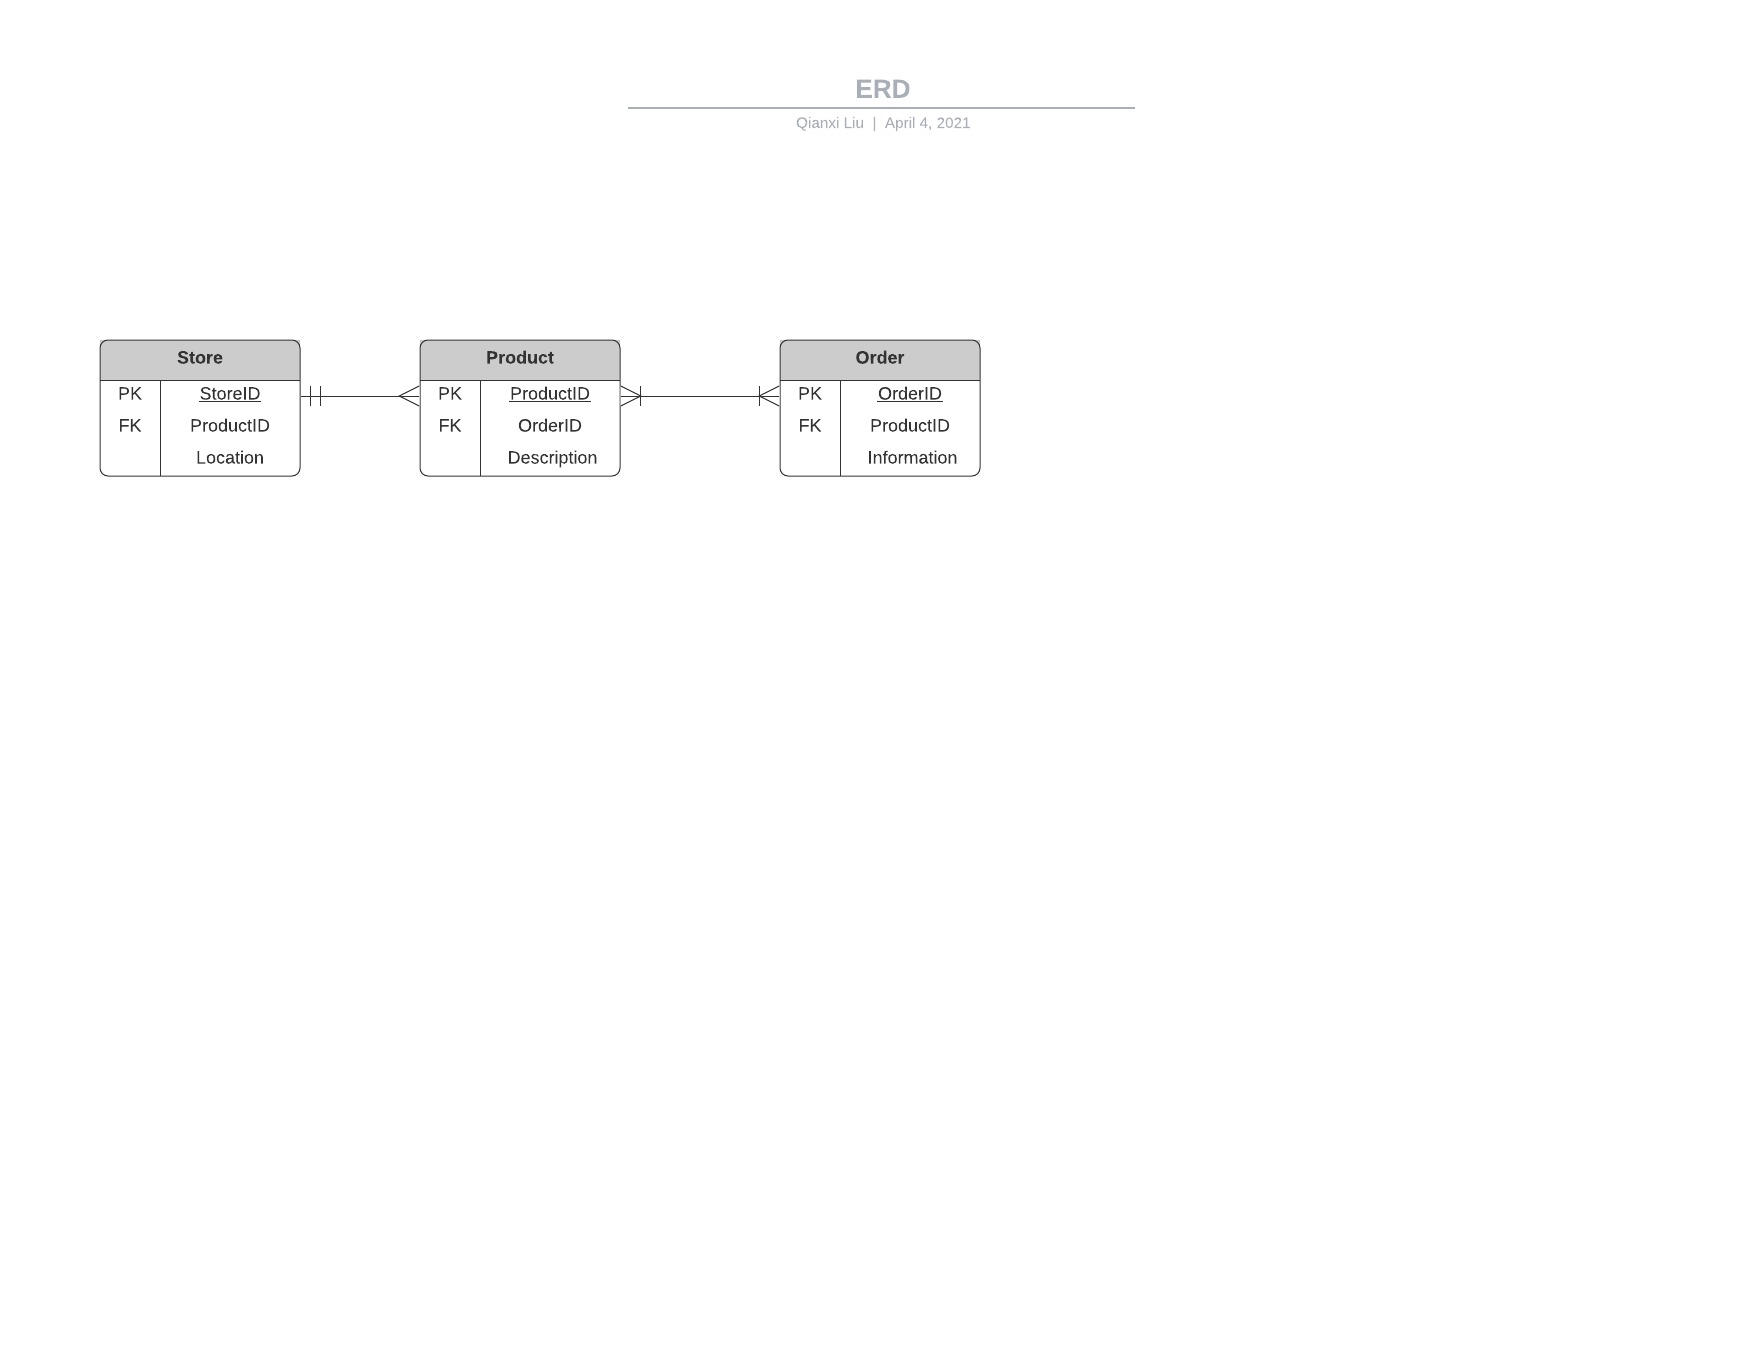 ERD
Qianxi Liu | April 4, 2021
Store
PK StoreID
FK ProductID
Location
Product
PK ProductID
FK OrderID
Description
Order
PK OrderID
FK ProductID
Information